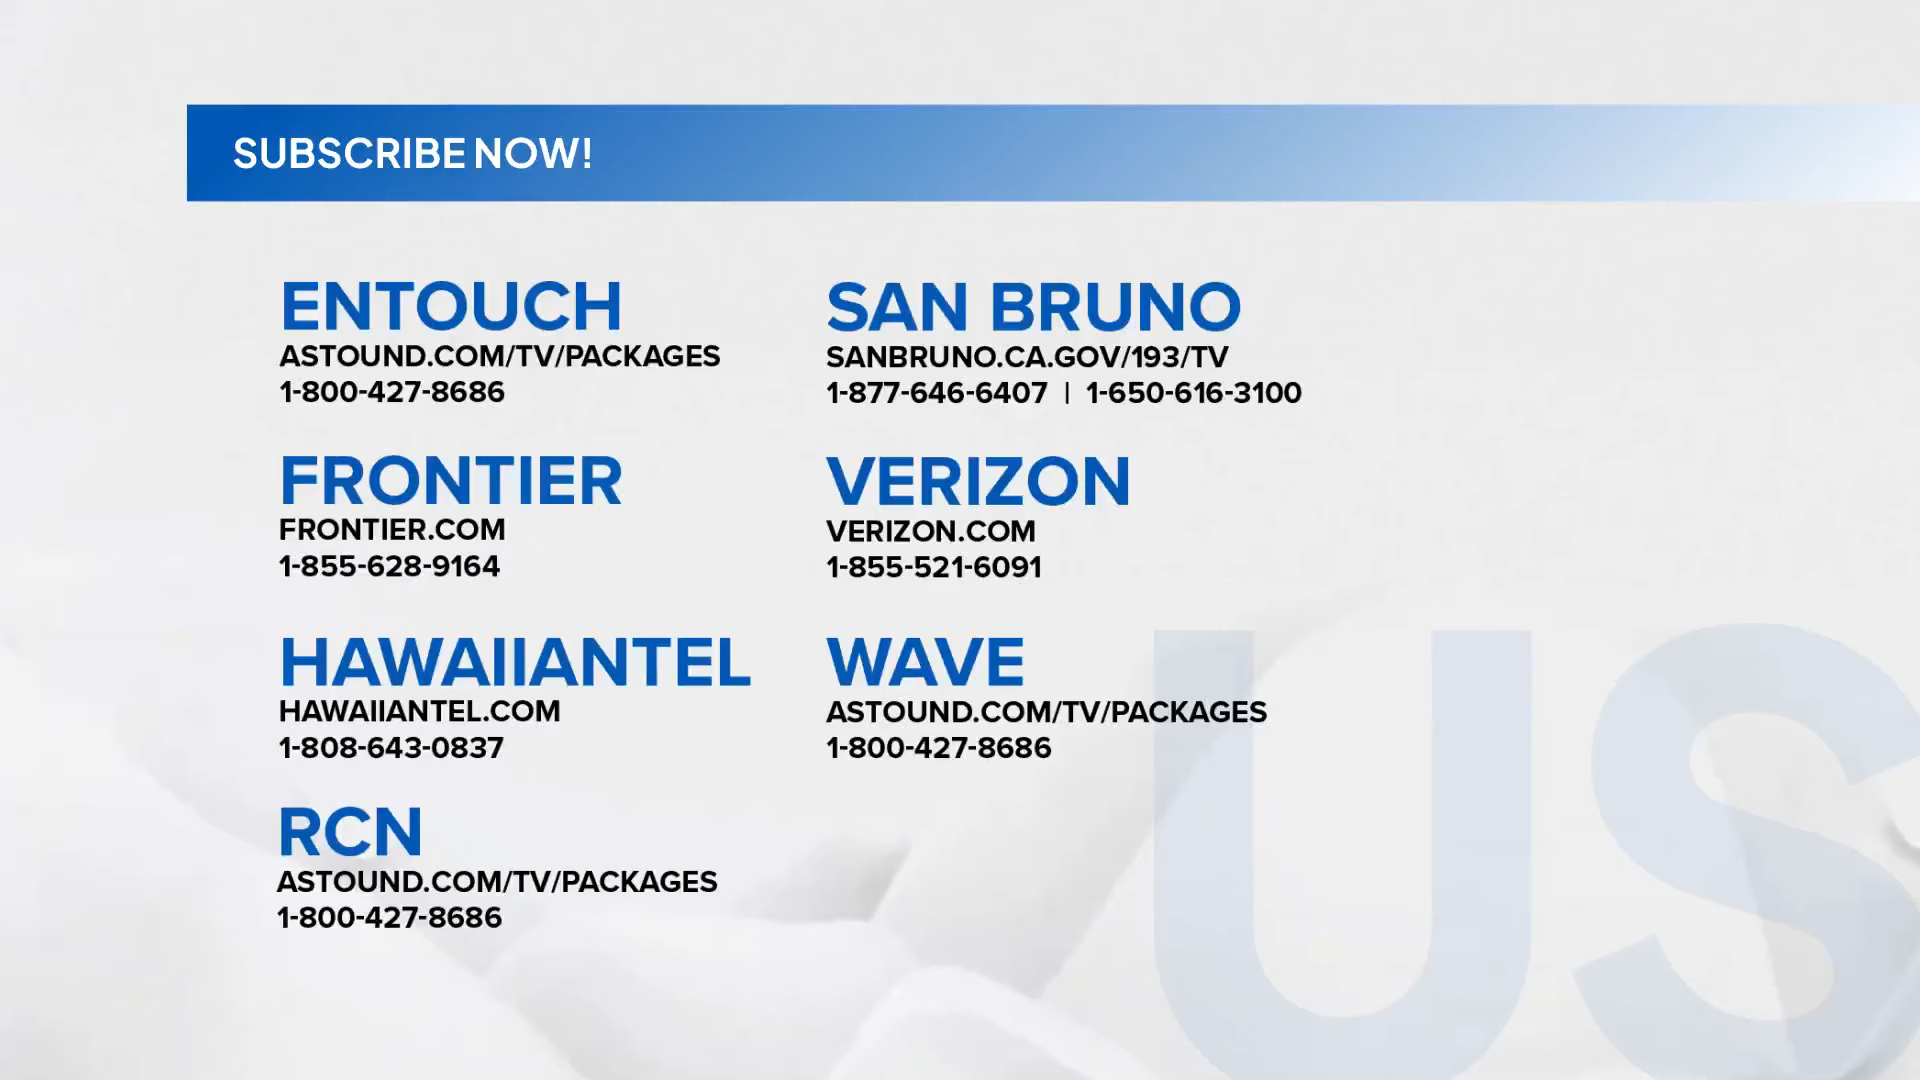 SUBSCRIBE NOW!
ENTOUCH
ASTOUND.COM/TV/PACKAGES
1-800-427-8686
FRONTIER
FRONTIER.COM
1-855-628-9164
HAWAIIANTEL
HAWAIIANTEL.COM
1-808-643-0837
RCN
ASTOUND.COM/TV/PACKAGES
1-800-427-8686
SAN BRUNO
SANBRUNO.CA.GOV/193/TV
1-877-646-6407 | 1-650-616-3100
VERIZON
VERIZON.COM
1-855-521-6091
WAVE
ASTOUND.COM/TV/PACKAGES
1-800-427-8686
US